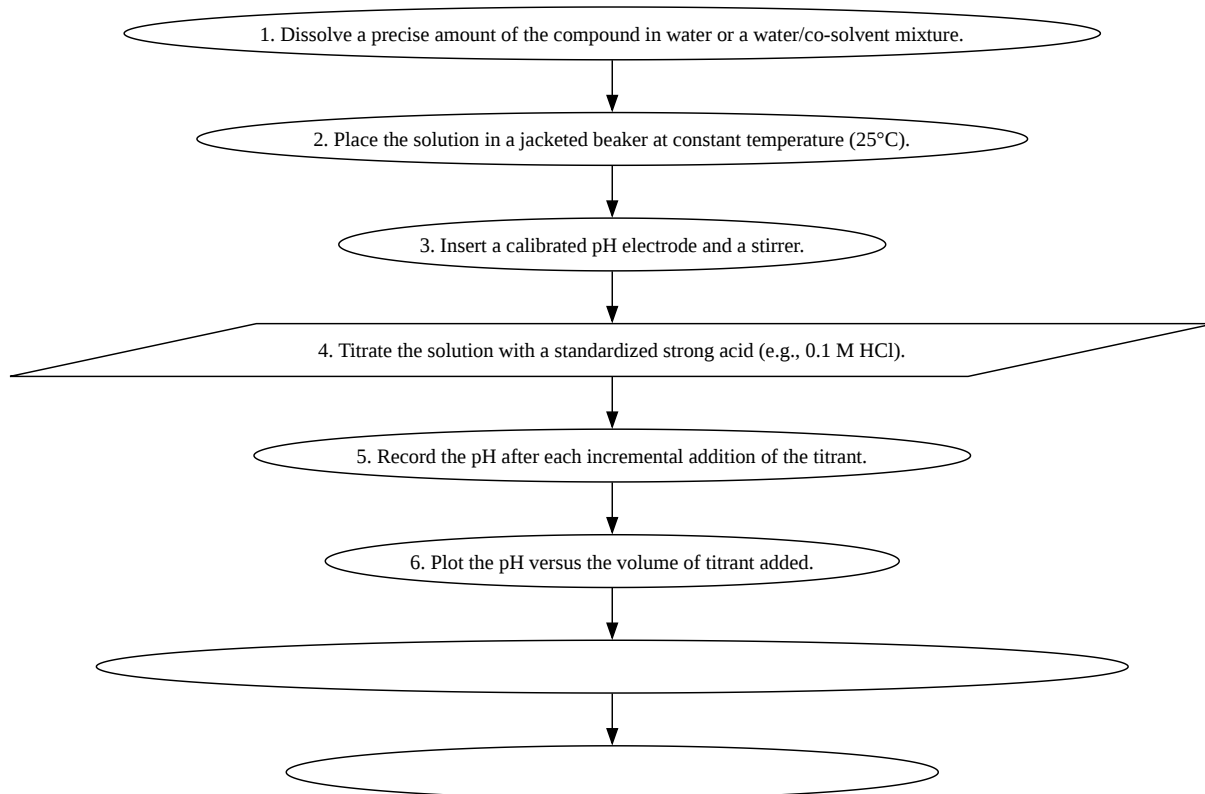 1. Dissolve a precise amount of the compound in water or a water/co-solvent mixture.
2. Place the solution in a jacketed beaker at constant temperature (25°C).
3. Insert a calibrated pH electrode and a stirrer.
4. Titrate the solution with a standardized strong acid (e.g., 0.1 M HCl).
5. Record the pH after each incremental addition of the titrant.
6. Plot the pH versus the volume of titrant added.